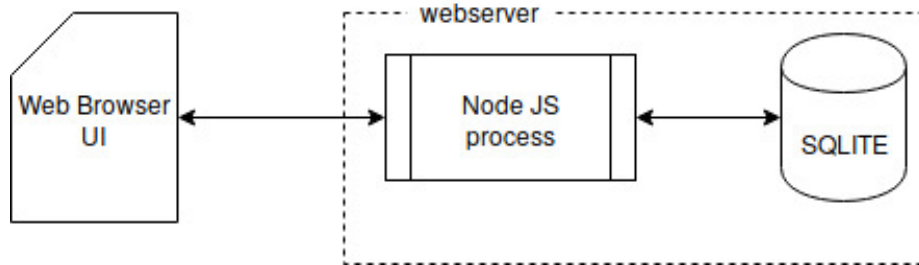 webserver
Web Browser
UI
Node JS
process
SQLITE